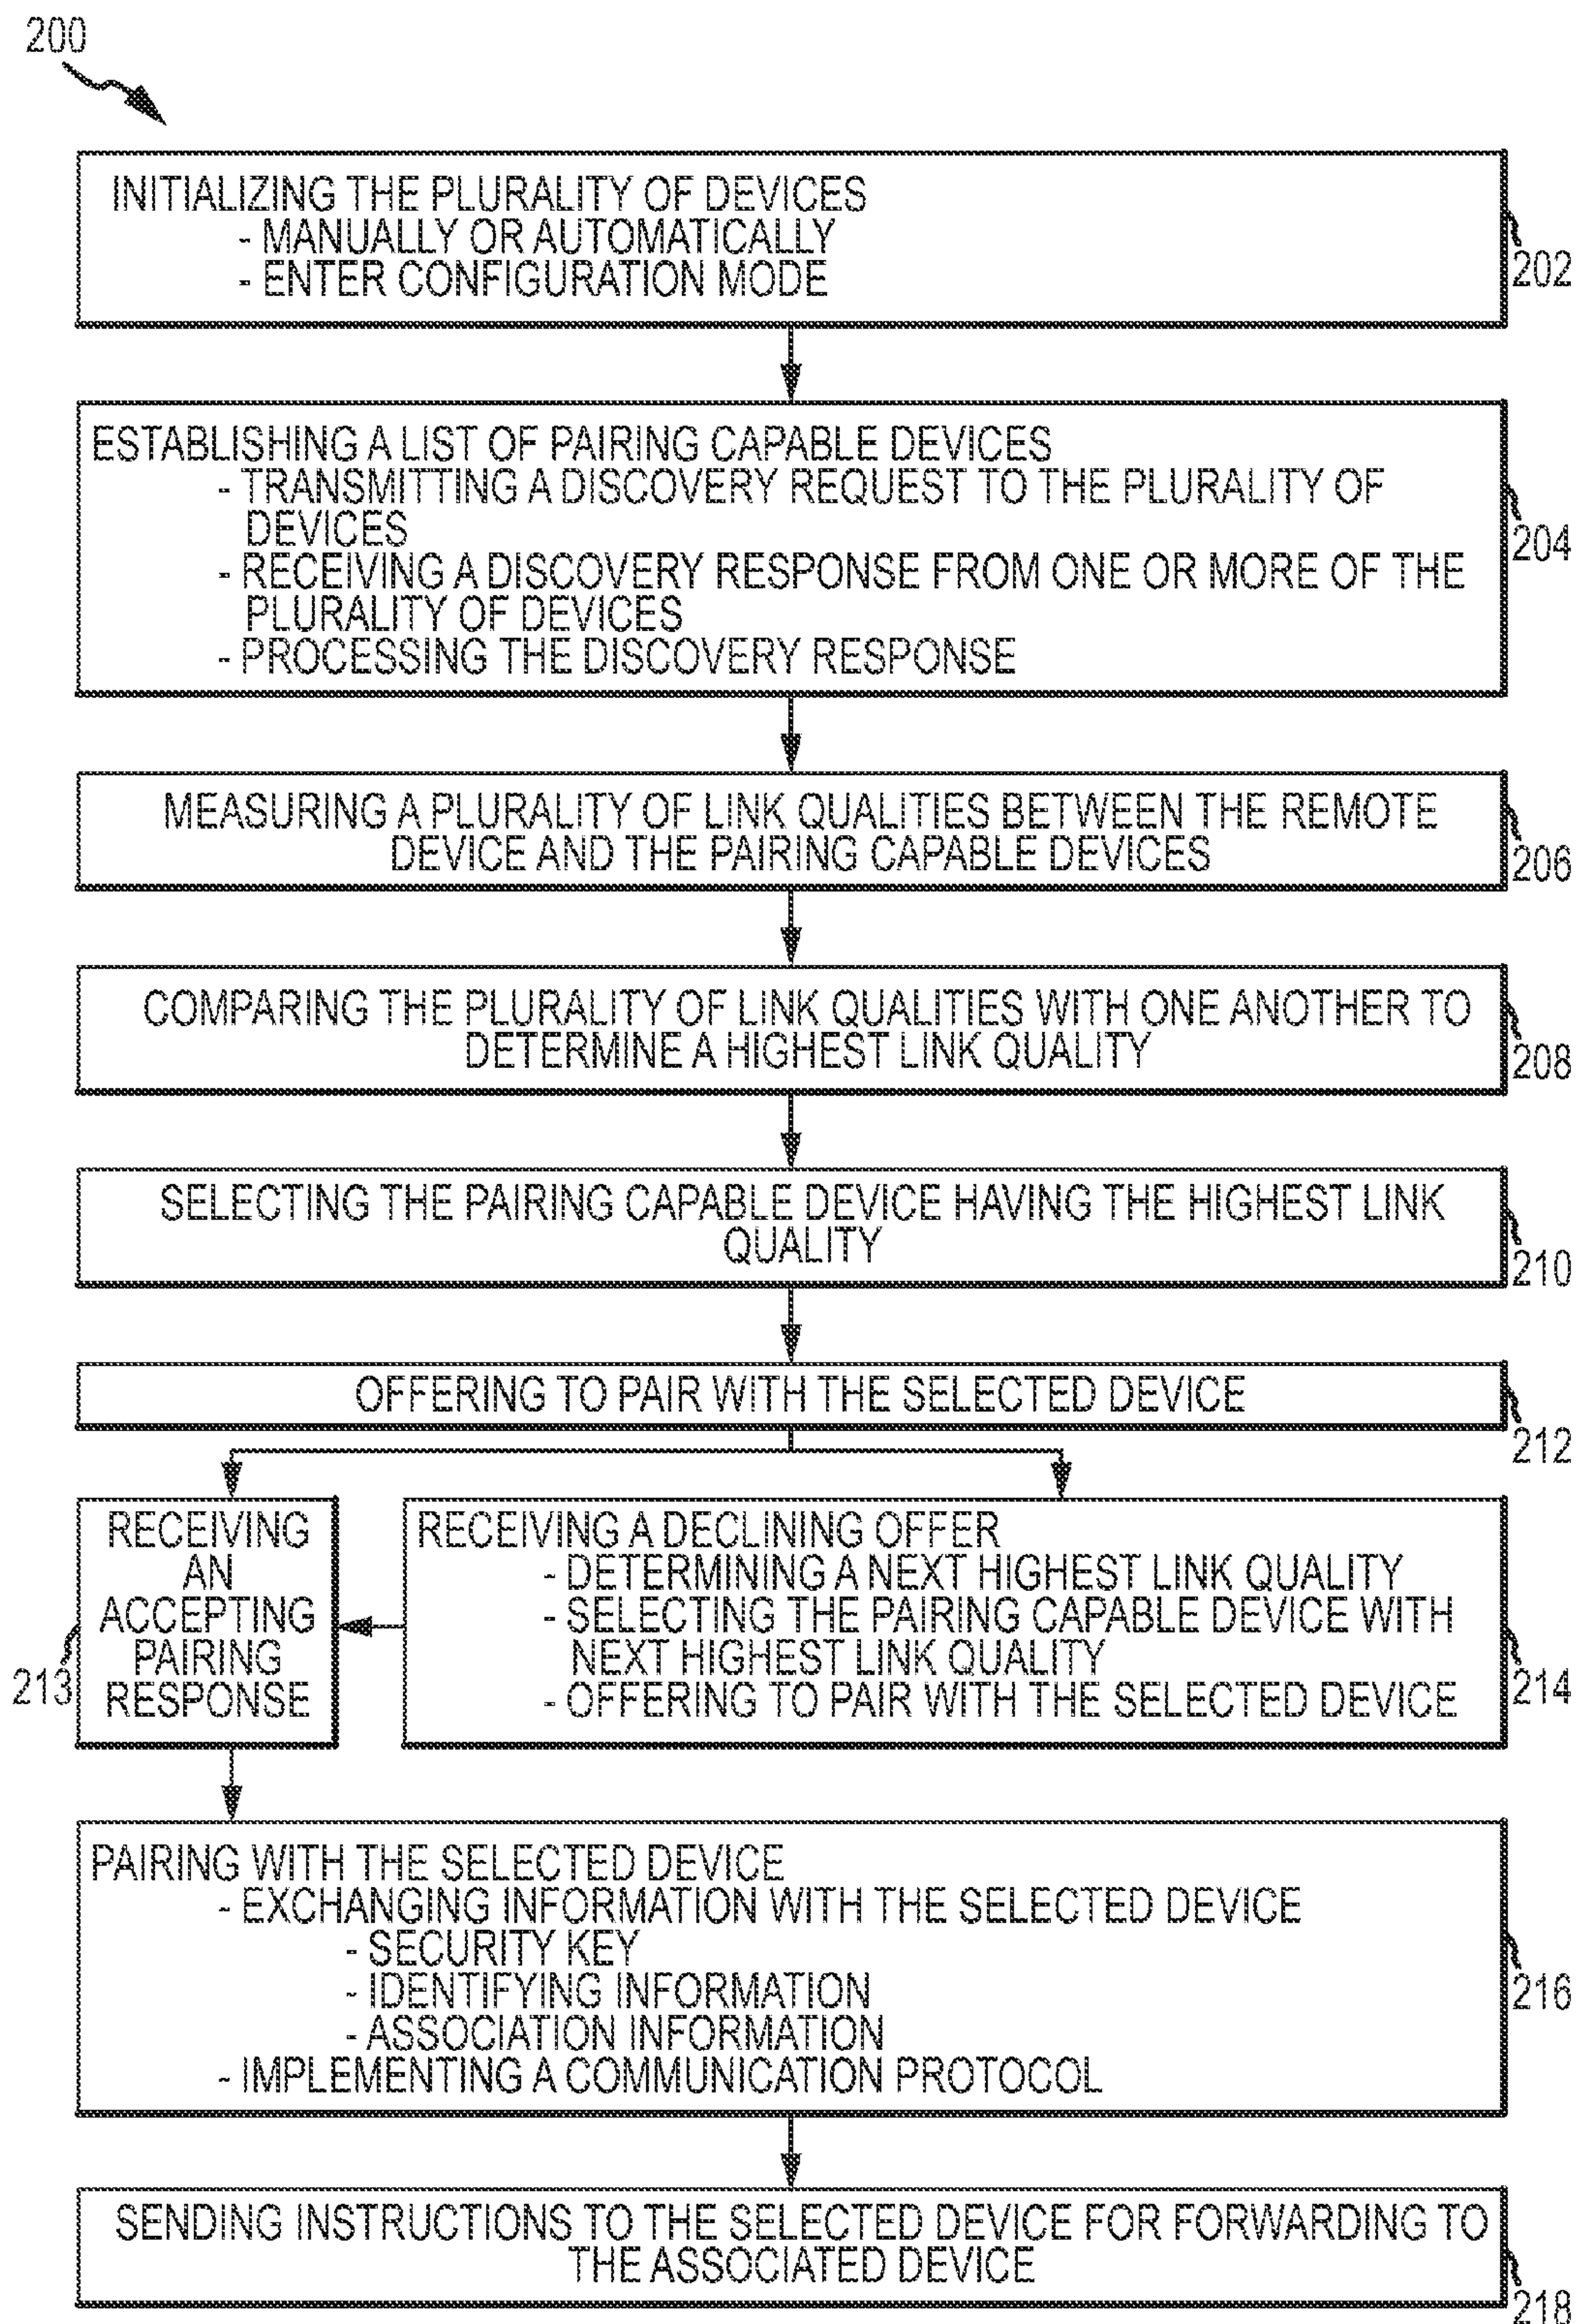 200
INITIALIZING THE PLURALITY OF DEVICES
- MANUALLY OR AUTOMATICALLY
- ENTER CONFIGURATION MODE
202
ESTABLISHING A LIST OF PAIRING CAPABLE DEVICES
- TRANSMITTING A DISCOVERY REQUEST TO THE PLURALITY OF
DEVICES
- RECEIVING A DISCOVERY RESPONSE FROM ONE OR MORE OF THE
PLURALITY OF DEVICES
- PROCESSING THE DISCOVERY RESPONSE
204
MEASURING A PLURALITY OF LINK QUALITIES BETWEEN THE REMOTE
DEVICE AND THE PAIRING CAPABLE DEVICES
206
COMPARING THE PLURALITY OF LINK QUALITIES WITH ONE ANOTHER TO
DETERMINE A HIGHEST LINK QUALITY
208
SELECTING THE PAIRING CAPABLE DEVICE HAVING THE HIGHEST LINK
QUALITY
210
OFFERING TO PAIR WITH THE SELECTED DEVICE
212
RECEIVING
AN
ACCEPTING
PAIRING
RESPONSE
213
RECEIVING A DECLINING OFFER
- DETERMINING A NEXT HIGHEST LINK QUALITY
- SELECTING THE PAIRING CAPABLE DEVICE WITH
NEXT HIGHEST LINK QUALITY
- OFFERING TO PAIR WITH THE SELECTED DEVICE
214
PAIRING WITH THE SELECTED DEVICE
- EXCHANGING INFORMATION WITH THE SELECTED DEVICE
- SECURITY KEY
- IDENTIFYING INFORMATION
- ASSOCIATION INFORMATION
- IMPLEMENTING A COMMUNICATION PROTOCOL
216
SENDING INSTRUCTIONS TO THE SELECTED DEVICE FOR FORWARDING TO
THE ASSOCIATED DEVICE
218